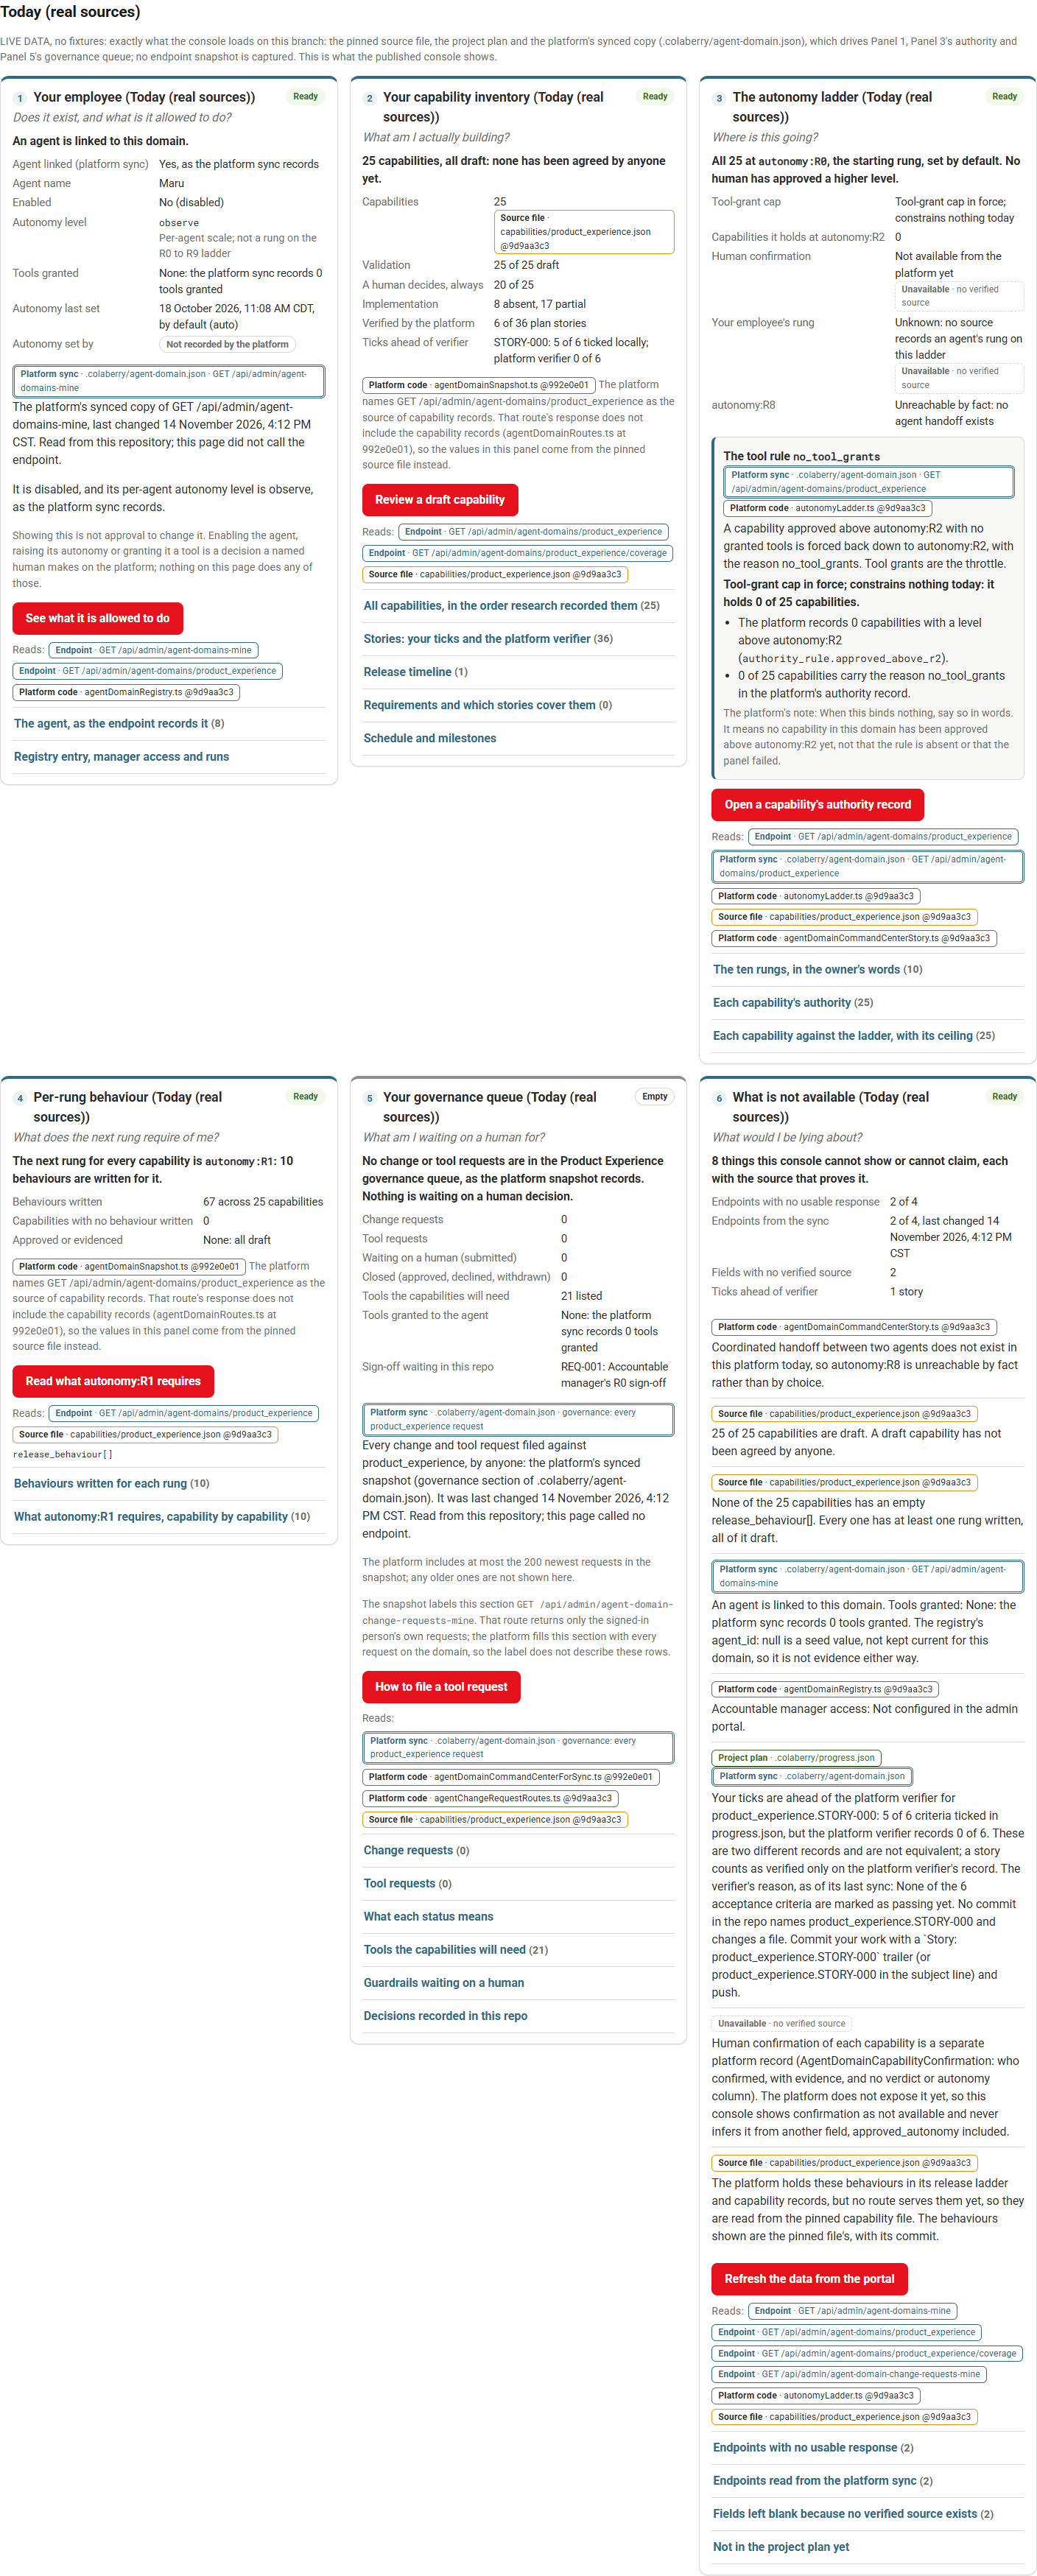 Today (real sources)
LIVE DATA, no fixtures: exactly what the console loads on this branch: the pinned source file, the project plan and the platform's synced copy (.colaberry/agent-domain.json), which drives Panel 1, Panel 3's authority and
Panel 5's governance queue; no endpoint snapshot is captured. This is what the published console shows.
1 Your employee (Today (real sources)) Ready
Does it exist, and what is it allowed to do?
An agent is linked to this domain.
Agent linked (platform sync) Yes, as the platform sync records
Agent name Maru
Enabled No (disabled)
Autonomy level observe
Per-agent scale; not a rung on the
R0 to R9 ladder
Tools granted None: the platform sync records 0
tools granted
Autonomy last set 18 October 2026, 11:08 AM CDT,
by default (auto)
Autonomy set by Not recorded by the platform
Platform sync · .colaberry/agent-domain.json · GET /api/admin/agent-
domains-mine
The platform's synced copy of GET /api/admin/agent-
domains-mine, last changed 14 November 2026, 4:12 PM
CST. Read from this repository; this page did not call the
endpoint.
It is disabled, and its per-agent autonomy level is observe,
as the platform sync records.
Showing this is not approval to change it. Enabling the agent,
raising its autonomy or granting it a tool is a decision a named
human makes on the platform; nothing on this page does any of
those.
See what it is allowed to do
Reads: Endpoint · GET /api/admin/agent-domains-mine
Endpoint · GET /api/admin/agent-domains/product_experience
Platform code · agentDomainRegistry.ts @9d9aa3c3
The agent, as the endpoint records it (8)
Registry entry, manager access and runs
2 Your capability inventory (Today (real Ready
sources))
What am I actually building?
25 capabilities, all draft: none has been agreed by anyone
yet.
Capabilities 25
Source file ·
capabilities/product_experience.json
@9d9aa3c3
Validation 25 of 25 draft
A human decides, always 20 of 25
Implementation 8 absent, 17 partial
Verified by the platform 6 of 36 plan stories
Ticks ahead of verifier STORY-000: 5 of 6 ticked locally;
platform verifier 0 of 6
Platform code · agentDomainSnapshot.ts @992e0e01 The platform
names GET /api/admin/agent-domains/product_experience as the
source of capability records. That route's response does not
include the capability records (agentDomainRoutes.ts at
992e0e01), so the values in this panel come from the pinned
source file instead.
Review a draft capability
Reads: Endpoint · GET /api/admin/agent-domains/product_experience
Endpoint · GET /api/admin/agent-domains/product_experience/coverage
Source file · capabilities/product_experience.json @9d9aa3c3
All capabilities, in the order research recorded them (25)
Stories: your ticks and the platform verifier (36)
Release timeline (1)
Requirements and which stories cover them (0)
Schedule and milestones
3 The autonomy ladder (Today (real Ready
sources))
Where is this going?
All 25 at autonomy:R0, the starting rung, set by default. No
human has approved a higher level.
Tool-grant cap Tool-grant cap in force;
constrains nothing today
Capabilities it holds at autonomy:R2 0
Human confirmation Not available from the
platform yet
Unavailable · no verified
source
Your employee's rung Unknown: no source
records an agent's rung on
this ladder
Unavailable · no verified
source
autonomy:R8 Unreachable by fact: no
agent handoff exists
The tool rule no_tool_grants
Platform sync · .colaberry/agent-domain.json · GET
/api/admin/agent-domains/product_experience
Platform code · autonomyLadder.ts @9d9aa3c3
A capability approved above autonomy:R2 with no
granted tools is forced back down to autonomy:R2, with
the reason no_tool_grants. Tool grants are the throttle.
Tool-grant cap in force; constrains nothing today: it
holds 0 of 25 capabilities.
• The platform records 0 capabilities with a level
above autonomy:R2
(authority_rule.approved_above_r2).
• 0 of 25 capabilities carry the reason no_tool_grants
in the platform's authority record.
The platform's note: When this binds nothing, say so in words.
It means no capability in this domain has been approved
above autonomy:R2 yet, not that the rule is absent or that the
panel failed.
Open a capability's authority record
Reads: Endpoint · GET /api/admin/agent-domains/product_experience
Platform sync · .colaberry/agent-domain.json · GET /api/admin/agent-
domains/product_experience
Platform code · autonomyLadder.ts @9d9aa3c3
Source file · capabilities/product_experience.json @9d9aa3c3
Platform code · agentDomainCommandCenterStory.ts @9d9aa3c3
The ten rungs, in the owner's words (10)
Each capability's authority (25)
Each capability against the ladder, with its ceiling (25)
4 Per-rung behaviour (Today (real Ready
sources))
What does the next rung require of me?
The next rung for every capability is autonomy:R1: 10
behaviours are written for it.
Behaviours written 67 across 25 capabilities
Capabilities with no behaviour written 0
Approved or evidenced None: all draft
Platform code · agentDomainSnapshot.ts @992e0e01 The platform
names GET /api/admin/agent-domains/product_experience as the
source of capability records. That route's response does not
include the capability records (agentDomainRoutes.ts at
992e0e01), so the values in this panel come from the pinned
source file instead.
Read what autonomy:R1 requires
Reads: Endpoint · GET /api/admin/agent-domains/product_experience
Source file · capabilities/product_experience.json @9d9aa3c3
release_behaviour[]
Behaviours written for each rung (10)
What autonomy:R1 requires, capability by capability (10)
5 Your governance queue (Today (real Empty
sources))
What am I waiting on a human for?
No change or tool requests are in the Product Experience
governance queue, as the platform snapshot records.
Nothing is waiting on a human decision.
Change requests 0
Tool requests 0
Waiting on a human (submitted) 0
Closed (approved, declined, withdrawn) 0
Tools the capabilities will need 21 listed
Tools granted to the agent None: the platform
sync records 0 tools
granted
Sign-off waiting in this repo REQ-001: Accountable
manager's R0 sign-off
Platform sync · .colaberry/agent-domain.json · governance: every
product_experience request
Every change and tool request filed against
product_experience, by anyone: the platform's synced
snapshot (governance section of .colaberry/agent-
domain.json). It was last changed 14 November 2026, 4:12
PM CST. Read from this repository; this page called no
endpoint.
The platform includes at most the 200 newest requests in the
snapshot; any older ones are not shown here.
The snapshot labels this section GET /api/admin/agent-domain-
change-requests-mine. That route returns only the signed-in
person's own requests; the platform fills this section with every
request on the domain, so the label does not describe these rows.
How to file a tool request
Reads:
Platform sync · .colaberry/agent-domain.json · governance: every
product_experience request
Platform code · agentDomainCommandCenterForSync.ts @992e0e01
Platform code · agentChangeRequestRoutes.ts @9d9aa3c3
Source file · capabilities/product_experience.json @9d9aa3c3
Change requests (0)
Tool requests (0)
What each status means
Tools the capabilities will need (21)
Guardrails waiting on a human
Decisions recorded in this repo
6 What is not available (Today (real Ready
sources))
What would I be lying about?
8 things this console cannot show or cannot claim, each
with the source that proves it.
Endpoints with no usable response 2 of 4
Endpoints from the sync 2 of 4, last changed 14
November 2026, 4:12 PM
CST
Fields with no verified source 2
Ticks ahead of verifier 1 story
Platform code · agentDomainCommandCenterStory.ts @9d9aa3c3
Coordinated handoff between two agents does not exist in
this platform today, so autonomy:R8 is unreachable by fact
rather than by choice.
Source file · capabilities/product_experience.json @9d9aa3c3
25 of 25 capabilities are draft. A draft capability has not
been agreed by anyone.
Source file · capabilities/product_experience.json @9d9aa3c3
None of the 25 capabilities has an empty
release_behaviour[]. Every one has at least one rung written,
all of it draft.
Platform sync · .colaberry/agent-domain.json · GET /api/admin/agent-
domains-mine
An agent is linked to this domain. Tools granted: None: the
platform sync records 0 tools granted. The registry's
agent_id: null is a seed value, not kept current for this
domain, so it is not evidence either way.
Platform code · agentDomainRegistry.ts @9d9aa3c3
Accountable manager access: Not configured in the admin
portal.
Project plan · .colaberry/progress.json
Platform sync · .colaberry/agent-domain.json
Your ticks are ahead of the platform verifier for
product_experience.STORY-000: 5 of 6 criteria ticked in
progress.json, but the platform verifier records 0 of 6. These
are two different records and are not equivalent; a story
counts as verified only on the platform verifier's record. The
verifier's reason, as of its last sync: None of the 6
acceptance criteria are marked as passing yet. No commit
in the repo names product_experience.STORY-000 and
changes a file. Commit your work with a `Story:
product_experience.STORY-000` trailer (or
product_experience.STORY-000 in the subject line) and
push.
Unavailable · no verified source
Human confirmation of each capability is a separate
platform record (AgentDomainCapabilityConfirmation: who
confirmed, with evidence, and no verdict or autonomy
column). The platform does not expose it yet, so this
console shows confirmation as not available and never
infers it from another field, approved_autonomy included.
Source file · capabilities/product_experience.json @9d9aa3c3
The platform holds these behaviours in its release ladder
and capability records, but no route serves them yet, so they
are read from the pinned capability file. The behaviours
shown are the pinned file's, with its commit.
Refresh the data from the portal
Reads: Endpoint · GET /api/admin/agent-domains-mine
Endpoint · GET /api/admin/agent-domains/product_experience
Endpoint · GET /api/admin/agent-domains/product_experience/coverage
Endpoint · GET /api/admin/agent-domain-change-requests-mine
Platform code · autonomyLadder.ts @9d9aa3c3
Source file · capabilities/product_experience.json @9d9aa3c3
Endpoints with no usable response (2)
Endpoints read from the platform sync (2)
Fields left blank because no verified source exists (2)
Not in the project plan yet